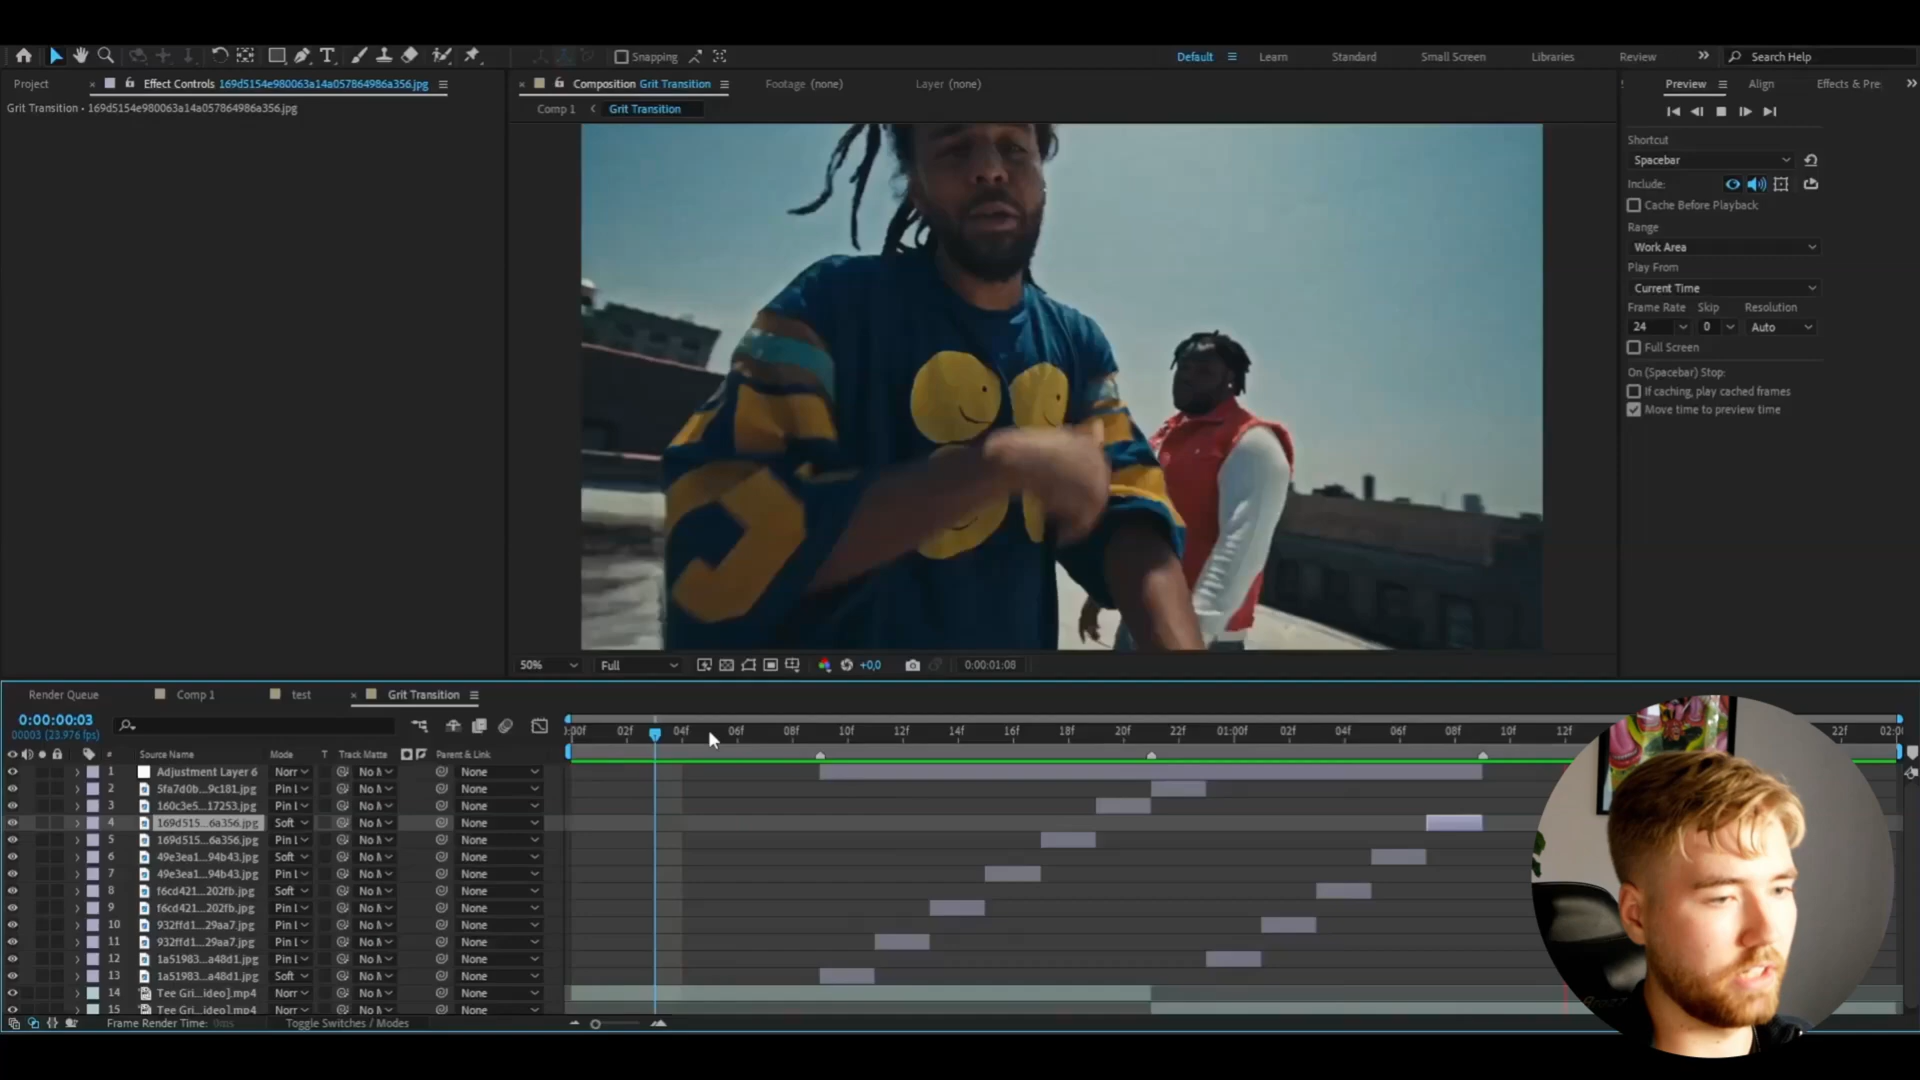 Snapping
Default
Learn
Standard
Small Screen
Libraries
Review
Search Help
Project
Effect Controls 169d5154e980063a14a057864986a356.jpg
Composition Grit Transition
Footage (none)
Layer (none)
Preview
Align
Effects & Pre
Grit Transition • 169d5154e980063a14a057864986a356.jpg
Comp 1
Grit Transition
Shortcut
Spacebar
Include:
Cache Before Playback
Range
Work Area
Play From
Current Time
Frame Rate Skip Resolution
24 0 Auto
Full Screen
On (Spacebar) Stop:
If caching, play cached frames
Move time to preview time
50% Full +0,0 0:00:01:08
Render Queue
Comp 1
test
Grit Transition
0:00:00:03
00003 (23.976 fps)
:00f 02f 04f 06f 08f 10f 12f 14f 16f 18f 20f 22f 01:00f 02f 04f 06f 08f 10f 12f 22f 02:00
# Source Name Mode T Track Matte Parent & Link
1 Adjustment Layer 6 Norr No M None
2 5fa7d0b...9c181.jpg Pin L No M None
3 160c3e5...17253.jpg Pin L No M None
4 169d515...6a356.jpg Soft No M None
5 169d515...6a356.jpg Pin L No M None
6 49e3ea1...94b43.jpg Soft No M None
7 49e3ea1...94b43.jpg Pin L No M None
8 f6cd421...202fb.jpg Soft No M None
9 f6cd421...202fb.jpg Pin L No M None
10 932ffd1...29aa7.jpg Pin L No M None
11 932ffd1...29aa7.jpg Pin L No M None
12 1a51983...a48d1.jpg Pin L No M None
13 1a51983...a48d1.jpg Soft No M None
14 Tee Gri...ideo].mp4 Norr No M None
15 Tee Gri...ideo].mp4 Norr No M None
Frame Render Time: 0ms
Toggle Switches / Modes